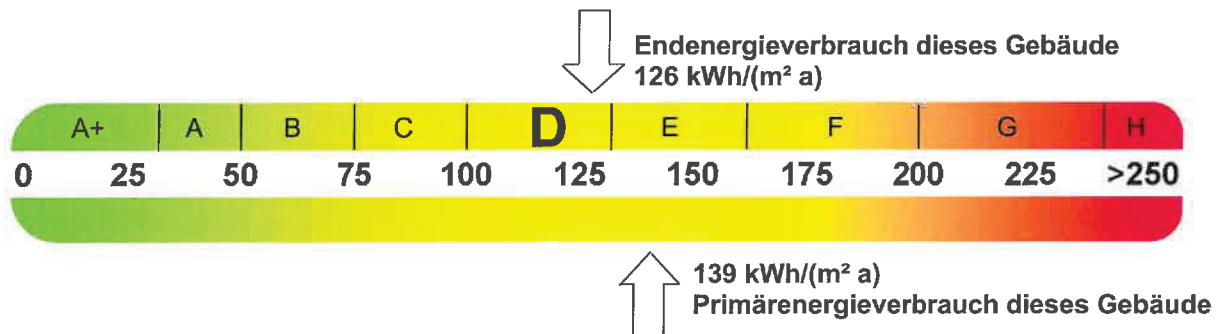 Endenergieverbrauch dieses Gebäude
126 kWh/(m² a)
A+ A B C D E F G H
0 25 50 75 100 125 150 175 200 225 >250
139 kWh/(m² a)
Primärenergieverbrauch dieses Gebäude